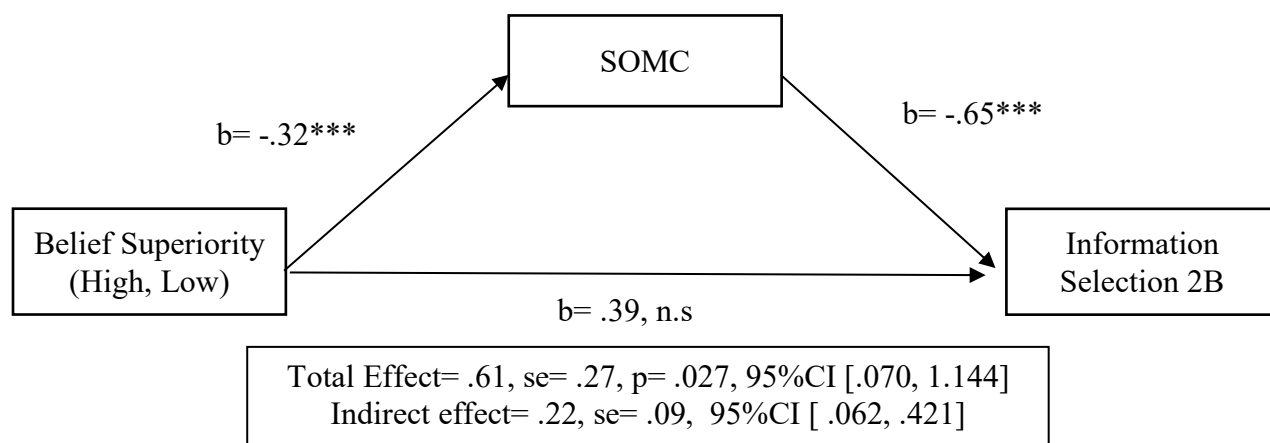 SOMC
b= -.32***
b= -.65***
Belief Superiority
(High, Low)
Information
Selection 2B
b= .39, n.s
Total Effect= .61, se= .27, p= .027, 95%CI [.070, 1.144]
Indirect effect= .22, se= .09, 95%CI [ .062, .421]